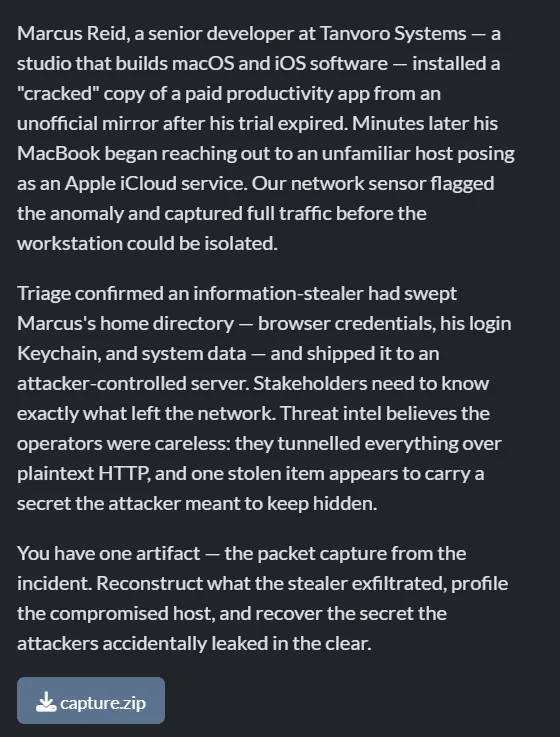 Marcus Reid, a senior developer at Tanvoro Systems — a
studio that builds macOS and iOS software — installed a
"cracked" copy of a paid productivity app from an
unofficial mirror after his trial expired. Minutes later his
MacBook began reaching out to an unfamiliar host posing
as an Apple iCloud service. Our network sensor flagged
the anomaly and captured full traffic before the
workstation could be isolated.
Triage confirmed an information-stealer had swept
Marcus's home directory — browser credentials, his login
Keychain, and system data — and shipped it to an
attacker-controlled server. Stakeholders need to know
exactly what left the network. Threat intel believes the
operators were careless: they tunnelled everything over
plaintext HTTP, and one stolen item appears to carry a
secret the attacker meant to keep hidden.
You have one artifact — the packet capture from the
incident. Reconstruct what the stealer exfiltrated, profile
the compromised host, and recover the secret the
attackers accidentally leaked in the clear.
capture.zip